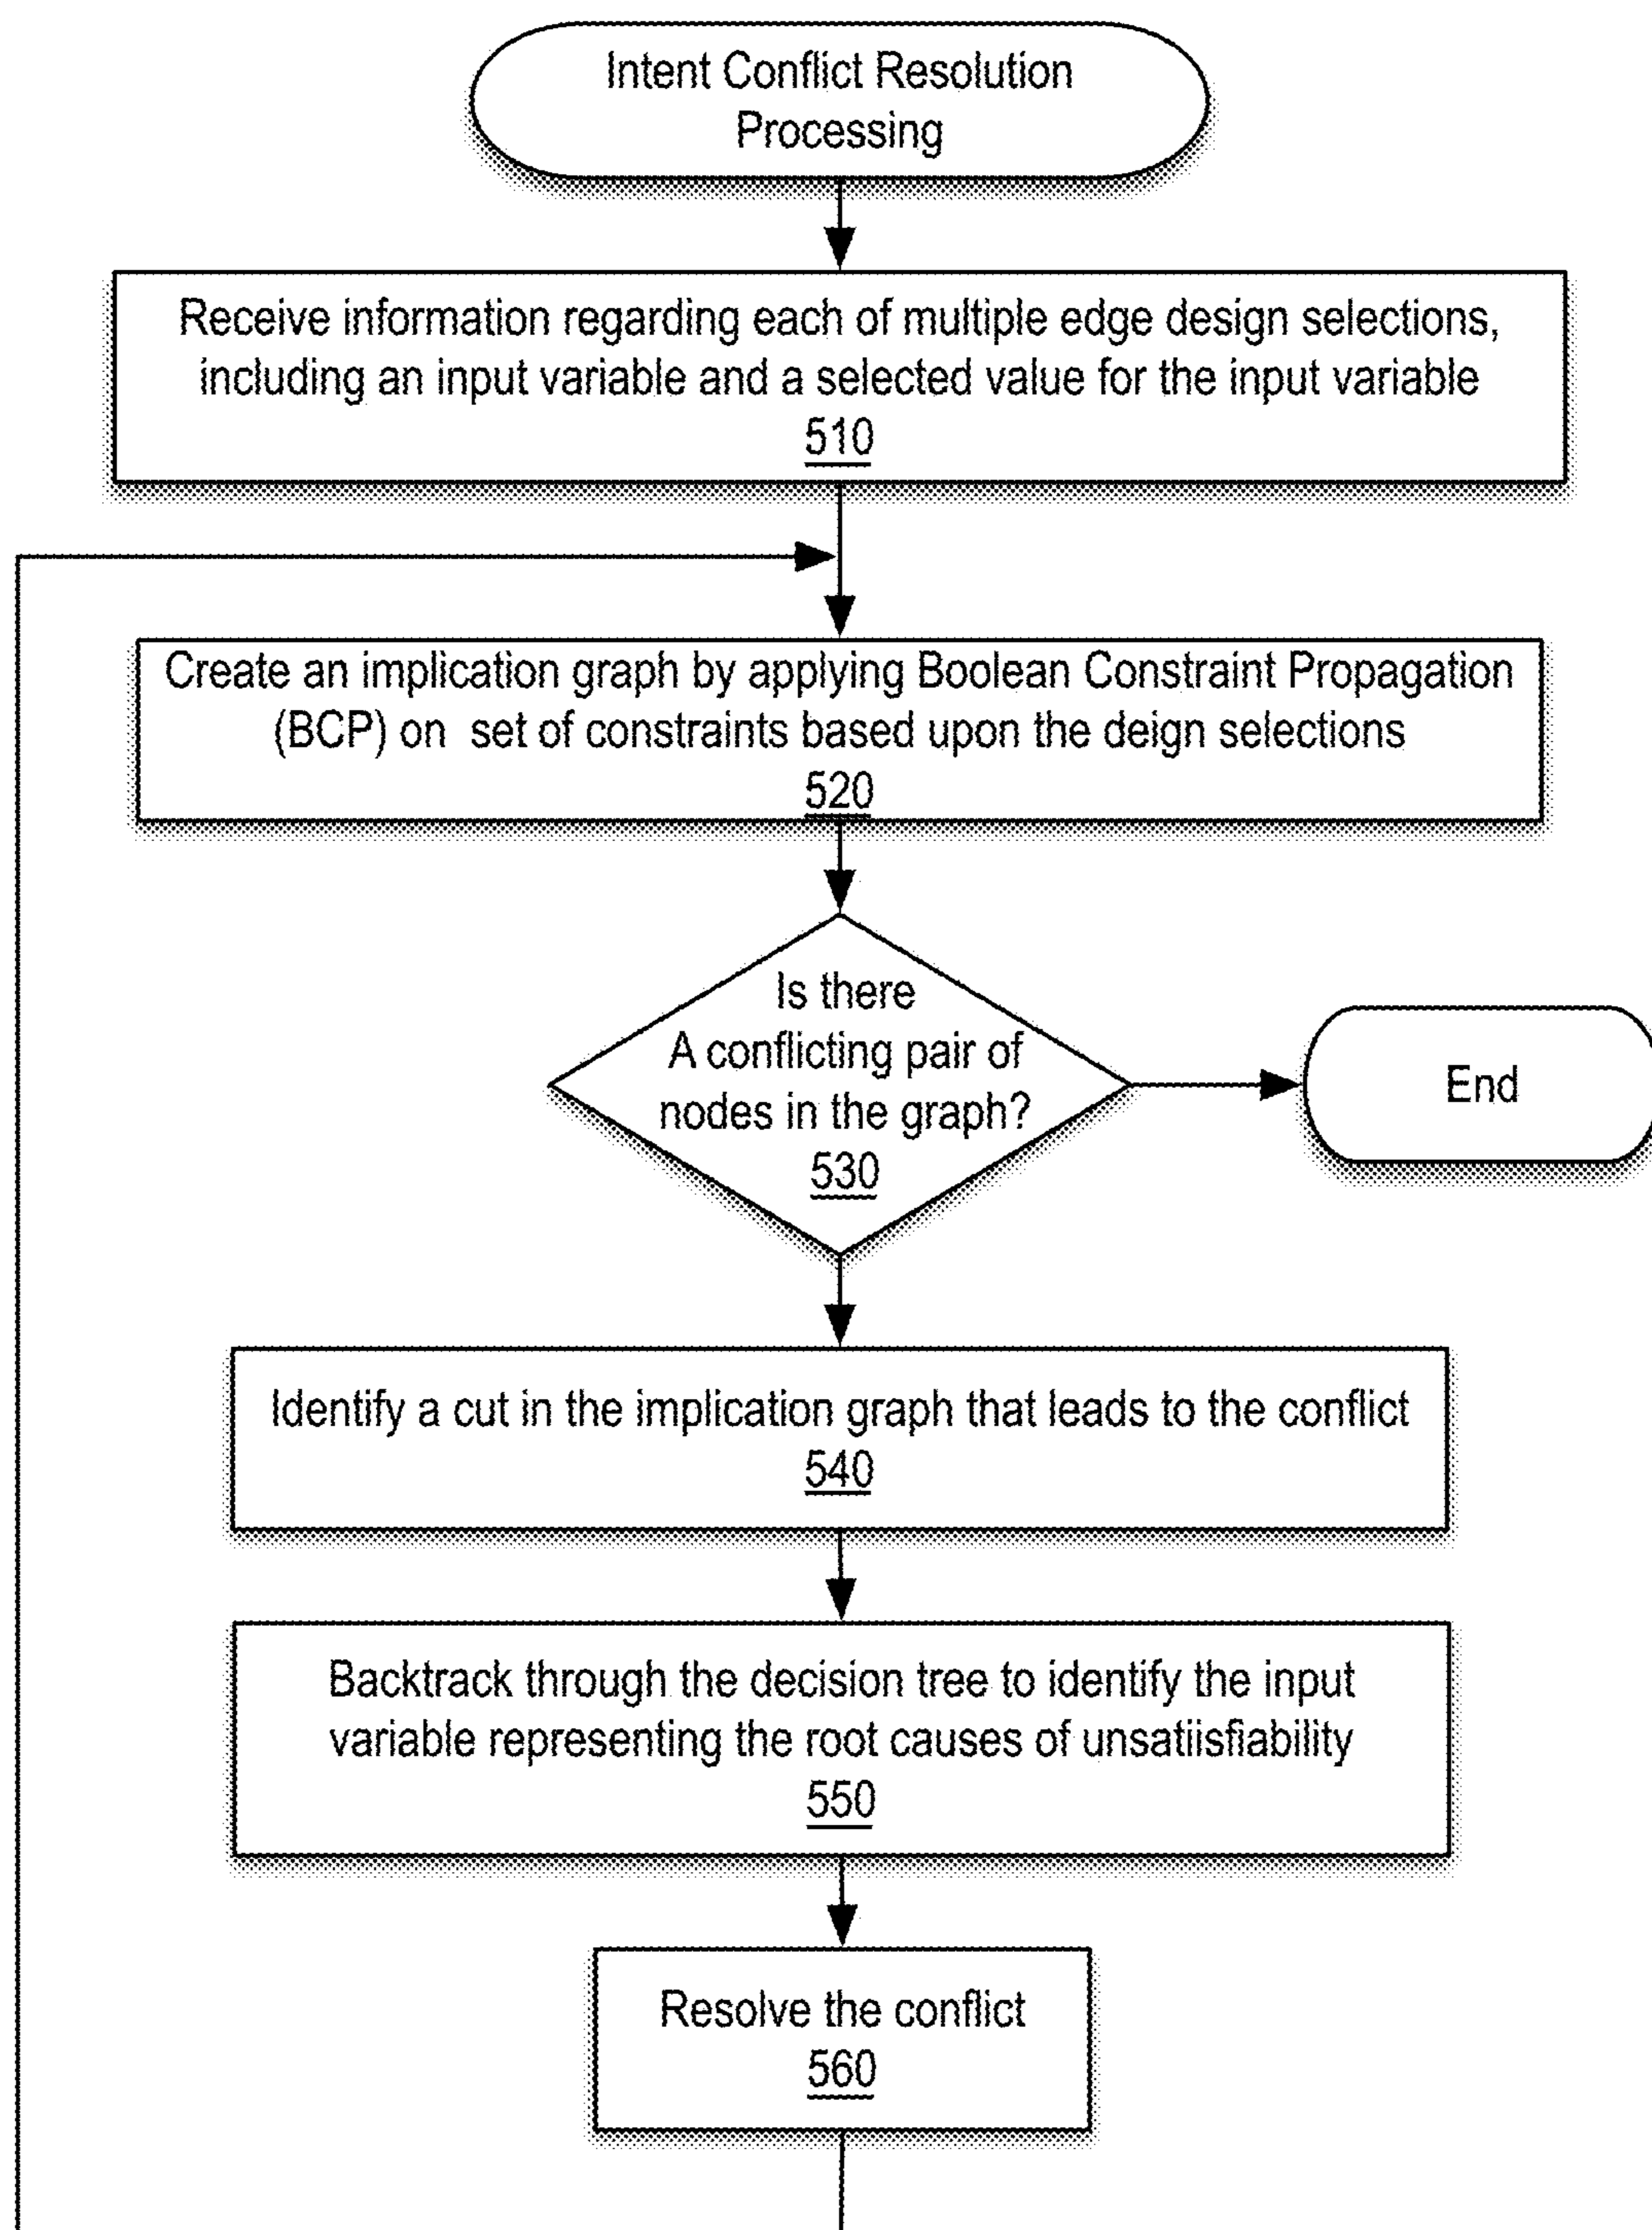 Intent Conflict Resolution
Processing
Receive information regarding each of multiple edge design selections,
including an input variable and a selected value for the input variable
510
Create an implication graph by applying Boolean Constraint Propagation
(BCP) on set of constraints based upon the deign selections
520
Is there
A conflicting pair of
nodes in the graph?
530
End
Identify a cut in the implication graph that leads to the conflict
540
Backtrack through the decision tree to identify the input
variable representing the root causes of unsatiisfiability
550
Resolve the conflict
560